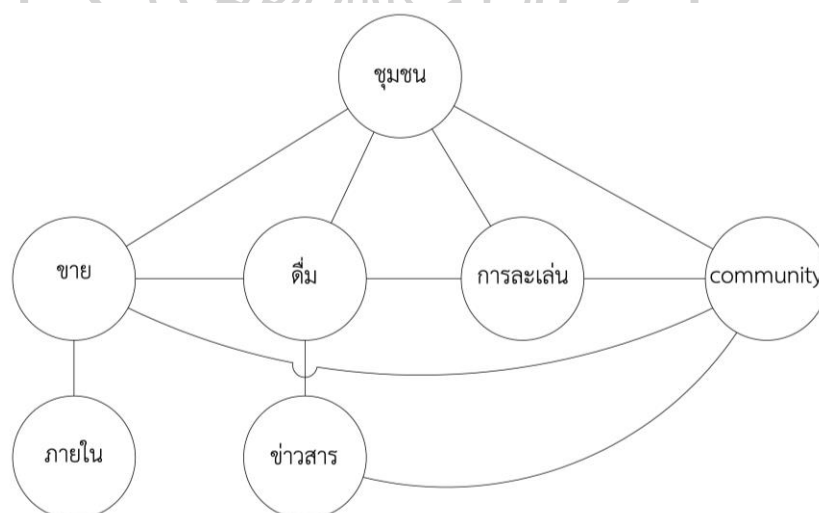 ชุมชน
ขาย
ดื่ม
การละเล่น
community
ภายใน
ข่าวสาร